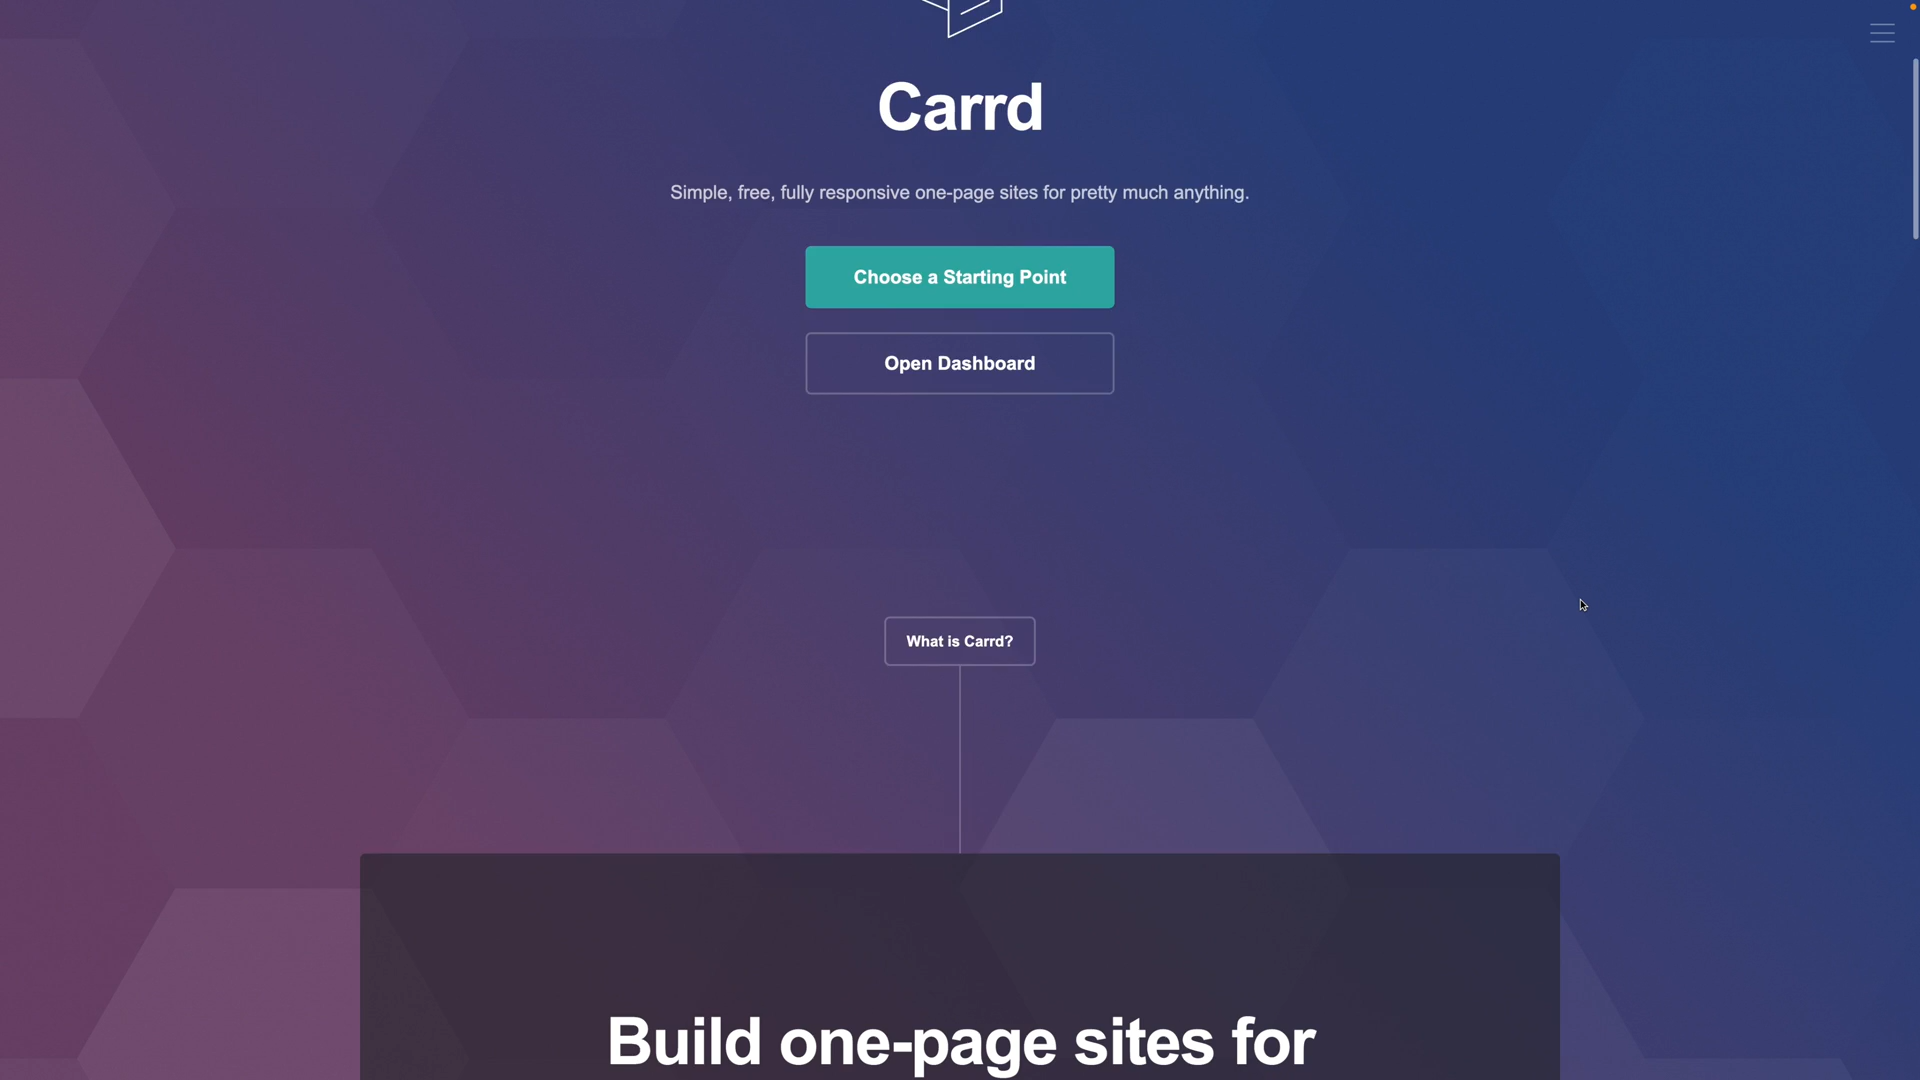 Carrd
Simple, free, fully responsive one-page sites for pretty much anything.
Choose a Starting Point
Open Dashboard
What is Carrd?
Build one-page sites for